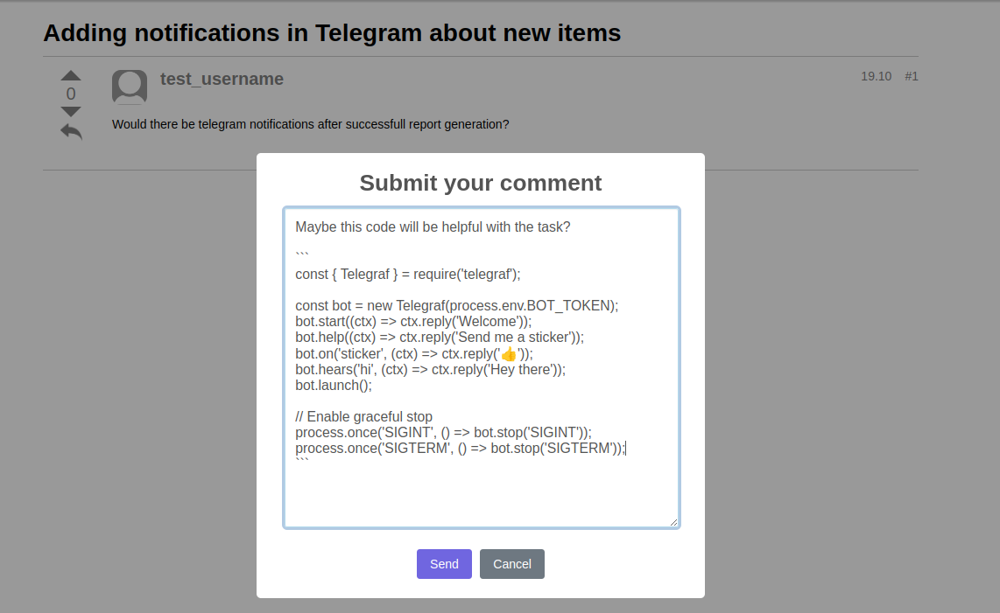 Adding notifications in Telegram about new items
0
test_username
19.10 #1
Would there be telegram notifications after successfull report generation?
Submit your comment
Maybe this code will be helpful with the task?
```
const { Telegraf } = require('telegraf');
const bot = new Telegraf(process.env.BOT_TOKEN);
bot.start((ctx) => ctx.reply('Welcome'));
bot.help((ctx) => ctx.reply('Send me a sticker'));
bot.on('sticker', (ctx) => ctx.reply('👍'));
bot.hears('hi', (ctx) => ctx.reply('Hey there'));
bot.launch();
// Enable graceful stop
process.once('SIGINT', () => bot.stop('SIGINT'));
process.once('SIGTERM', () => bot.stop('SIGTERM'));
```
Send Cancel